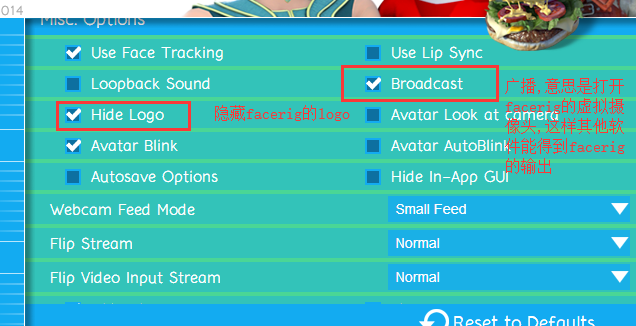 014
Misc. Options
Use Face Tracking
Use Lip Sync
Loopback Sound
Broadcast
广播,意思是打开
facerig的虚拟摄
像头,这样其他软
件能得到facerig
的输出
Hide Logo
隐藏facerig的logo
Avatar Look at camera
Avatar Blink
Avatar AutoBlink
Autosave Options
Hide In-App GUI
Webcam Feed Mode
Small Feed
Flip Stream
Normal
Flip Video Input Stream
Normal
Reset to Defaults